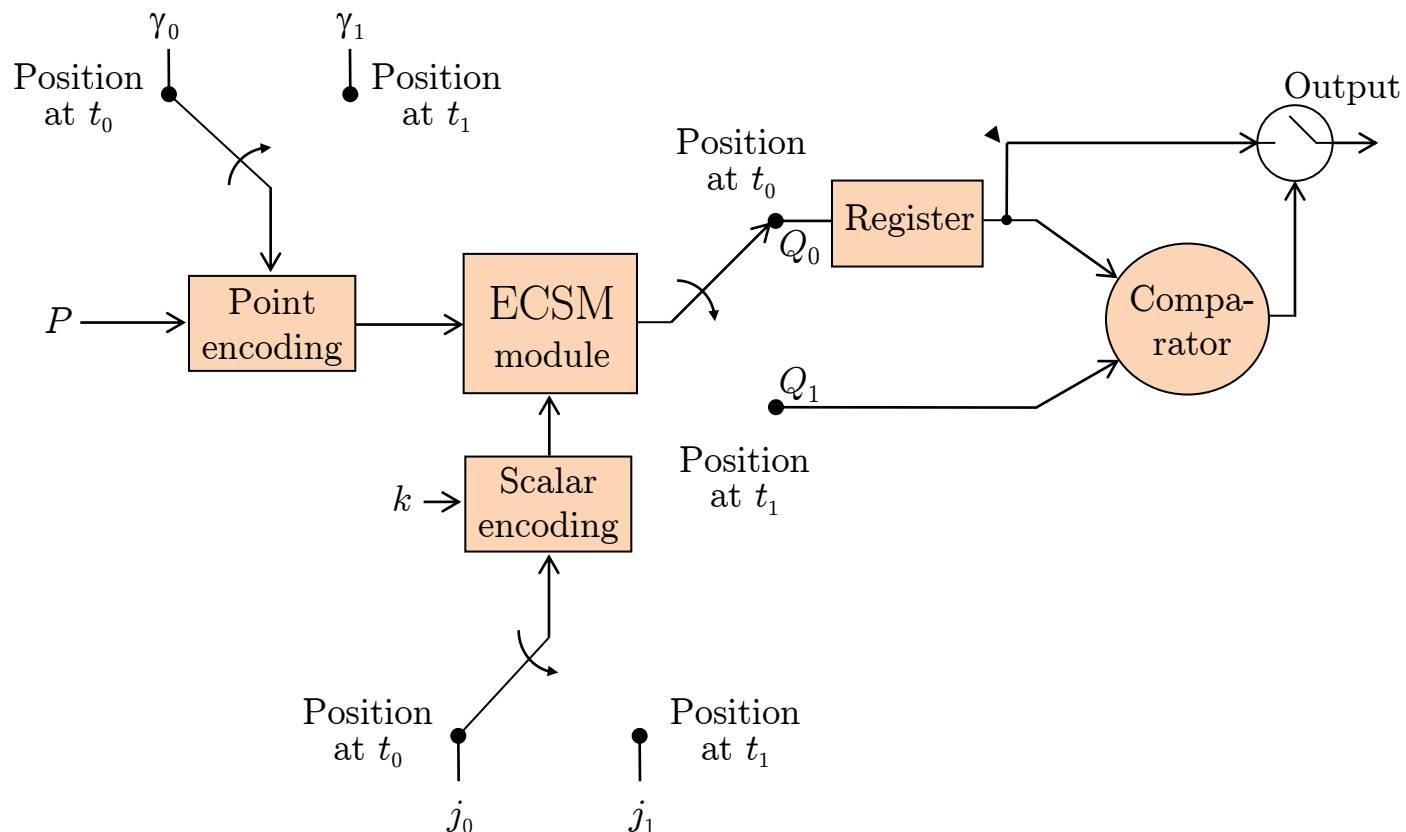 γ₀
γ₁
Position
at t₀
Position
at t₁
Output
Position
at t₀
Register
Q₀
P
Point
encoding
ECSM
module
Compa-
rator
Q₁
Position
at t₁
k
Scalar
encoding
Position
at t₀
Position
at t₁
j₀
j₁